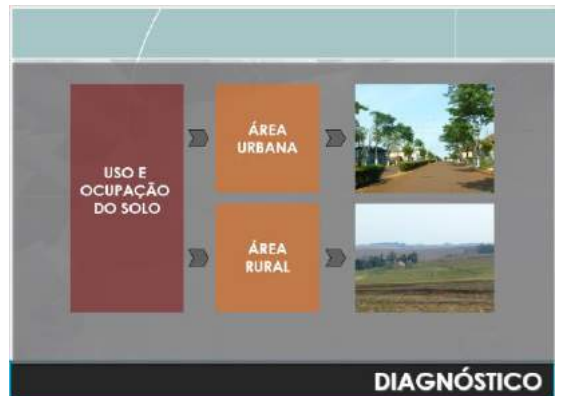 USO E
OCUPAÇÃO
DO SOLO
ÁREA
URBANA
ÁREA
RURAL
DIAGNÓSTICO